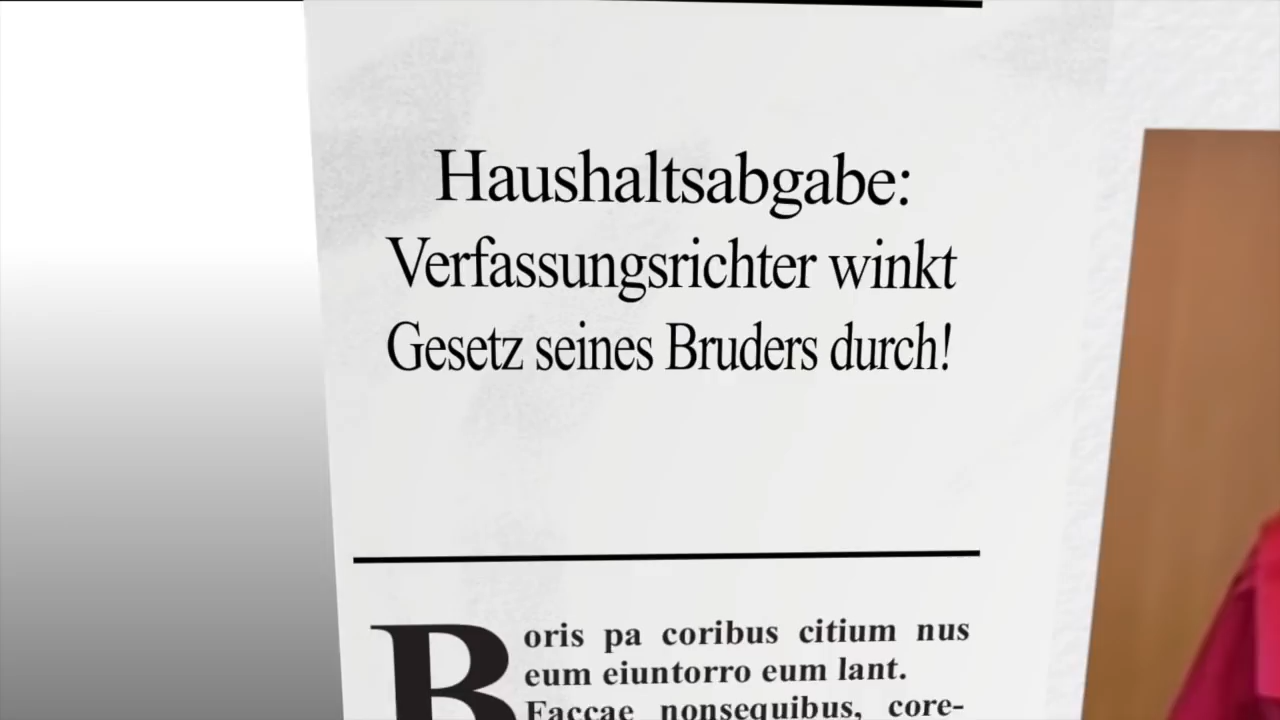 Haushaltsabgabe:
Verfassungsrichter winkt
Gesetz seines Bruders durch!
Boris pa coribus citium nus
eum eiuntorro eum lant.
Faccae nonsequibus, core-